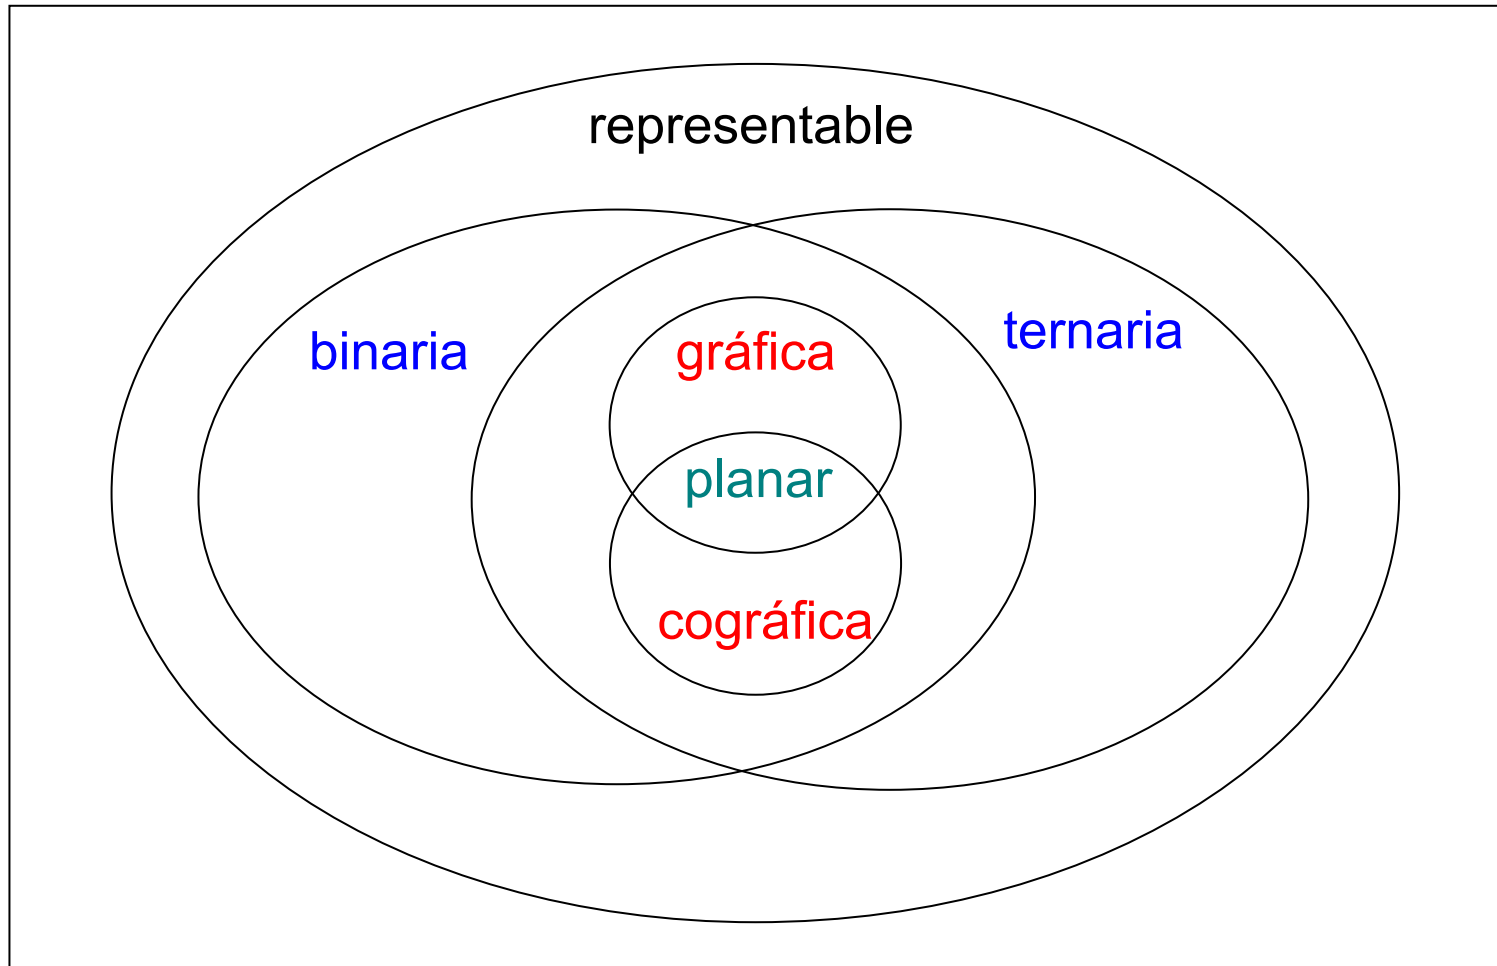 representable
binaria
gráfica
ternaria
planar
cográfica